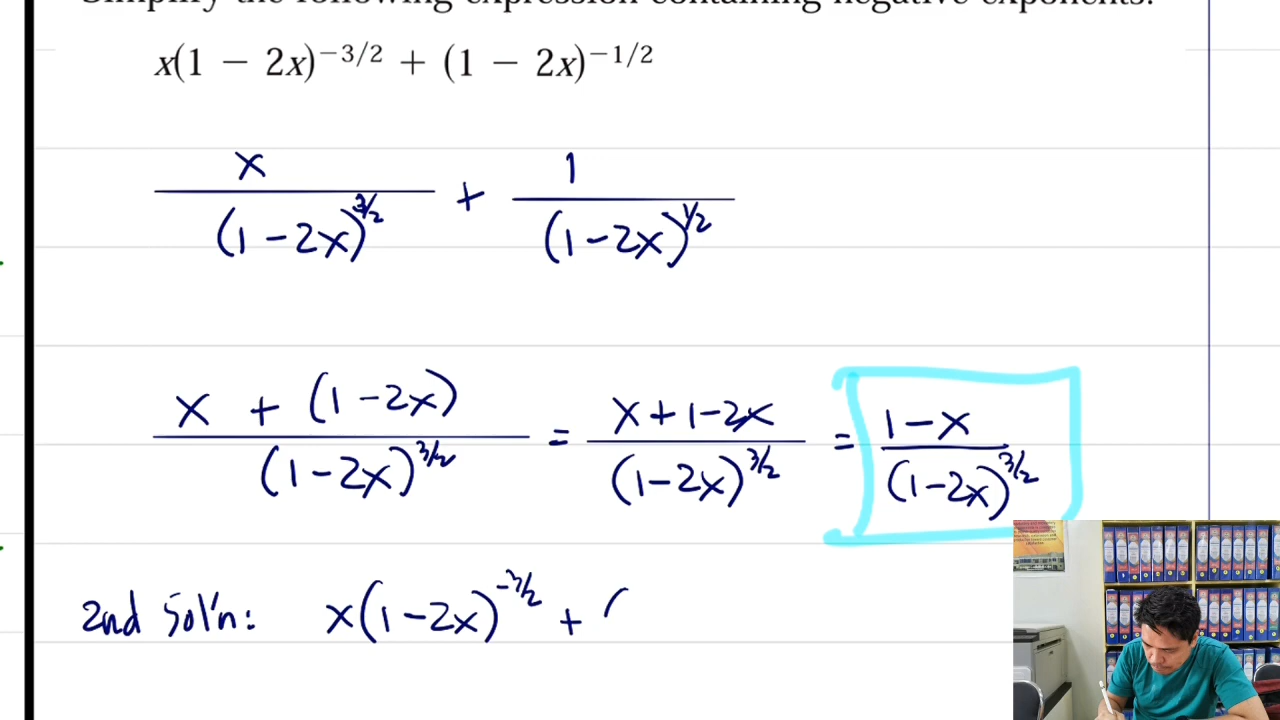 Simplify the following expression containing negative exponents.
x(1 − 2x)^{−3/2} + (1 − 2x)^{−1/2}
x/(1−2x)^{3/2} + 1/(1−2x)^{1/2}
x + (1−2x)/(1−2x)^{3/2} = x+1−2x/(1−2x)^{3/2} = 1−x/(1−2x)^{3/2}
2nd Sol'n: x(1−2x)^{−3/2} + (